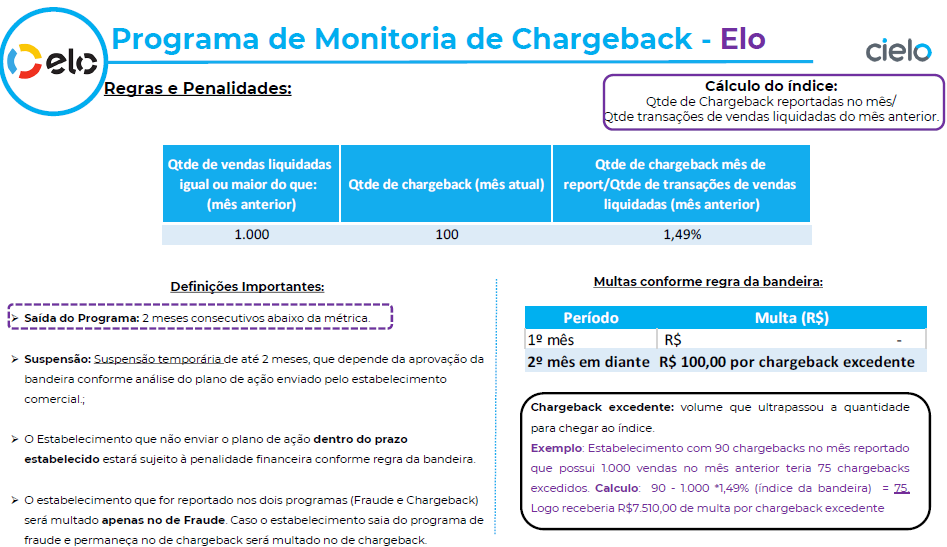 elo
Programa de Monitoria de Chargeback - Elo
cielo
Regras e Penalidades:
Cálculo do índice:
Qtde de Chargeback reportadas no mês/
Qtde transações de vendas liquidadas do mês anterior.
Qtde de vendas liquidadas
igual ou maior do que:
(mês anterior)
Qtde de chargeback (mês atual)
Qtde de chargeback mês de
report/Qtde de transações de vendas
liquidadas (mês anterior)
1.000 100 1,49%
Definições Importantes:
➢ Saída do Programa: 2 meses consecutivos abaixo da métrica.
➢ Suspensão: Suspensão temporária de até 2 meses, que depende da aprovação da
bandeira conforme análise do plano de ação enviado pelo estabelecimento
comercial.;
➢ O Estabelecimento que não enviar o plano de ação dentro do prazo
estabelecido estará sujeito à penalidade financeira conforme regra da bandeira.
➢ O estabelecimento que for reportado nos dois programas (Fraude e Chargeback)
será multado apenas no de Fraude. Caso o estabelecimento saia do programa de
fraude e permaneça no de chargeback será multado no de chargeback.
Multas conforme regra da bandeira:
Período Multa (R$)
1º mês R$ -
2º mês em diante R$ 100,00 por chargeback excedente
Chargeback excedente: volume que ultrapassou a quantidade
para chegar ao índice.
Exemplo: Estabelecimento com 90 chargebacks no mês reportado
que possui 1.000 vendas no mês anterior teria 75 chargebacks
excedidos. Calculo: 90 - 1.000 *1,49% (índice da bandeira) = 75.
Logo receberia R$7.510,00 de multa por chargeback excedente